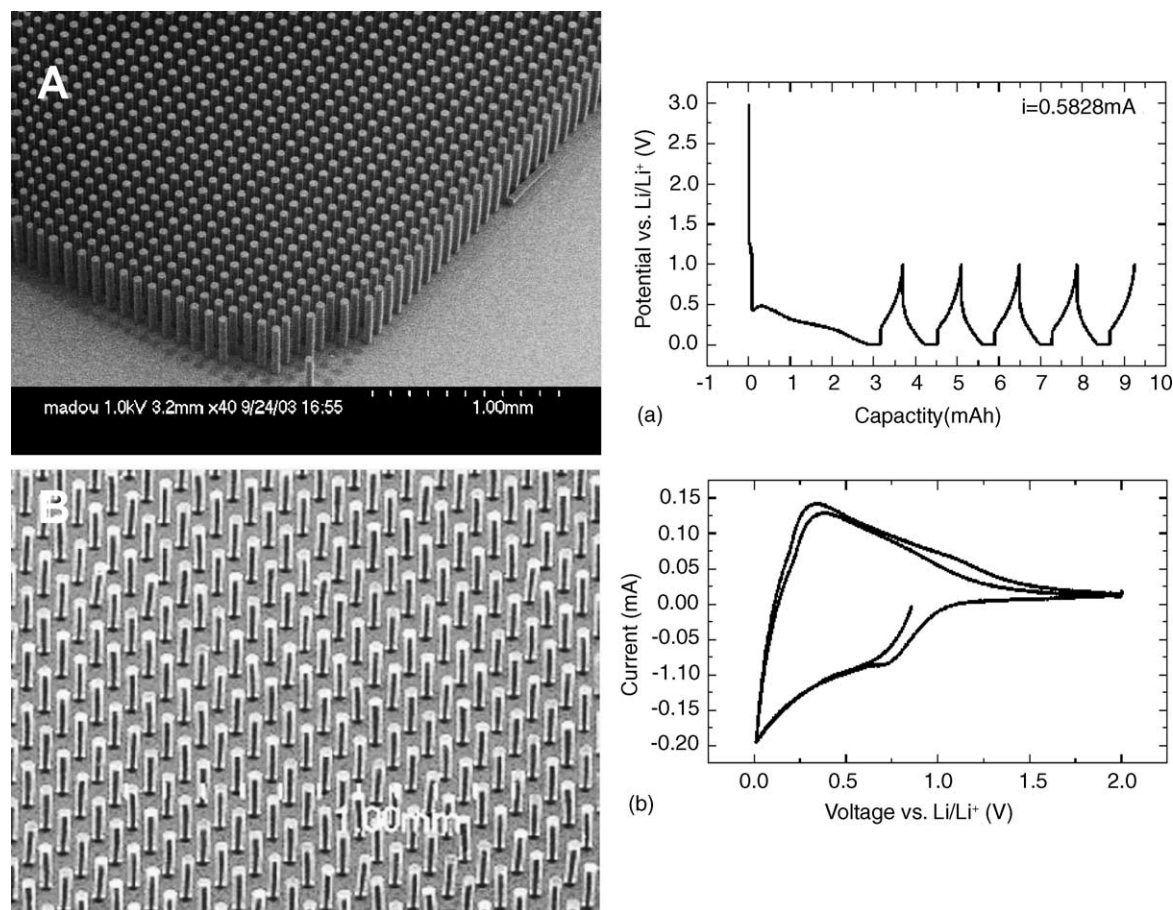 A
madou 1.0kV 3.2mm x40 9/24/03 16:55
1.00mm
B
1.00mm
i=0.5828mA
Potential vs. Li/Li⁺ (V)
3.0
2.5
2.0
1.5
1.0
0.5
0.0
-1 0 1 2 3 4 5 6 7 8 9 10
(a)
Capactity(mAh)
Current (mA)
0.15
0.10
0.05
0.00
-0.05
-1.10
-0.15
-0.20
0.0 0.5 1.0 1.5 2.0
(b)
Voltage vs. Li/Li⁺ (V)